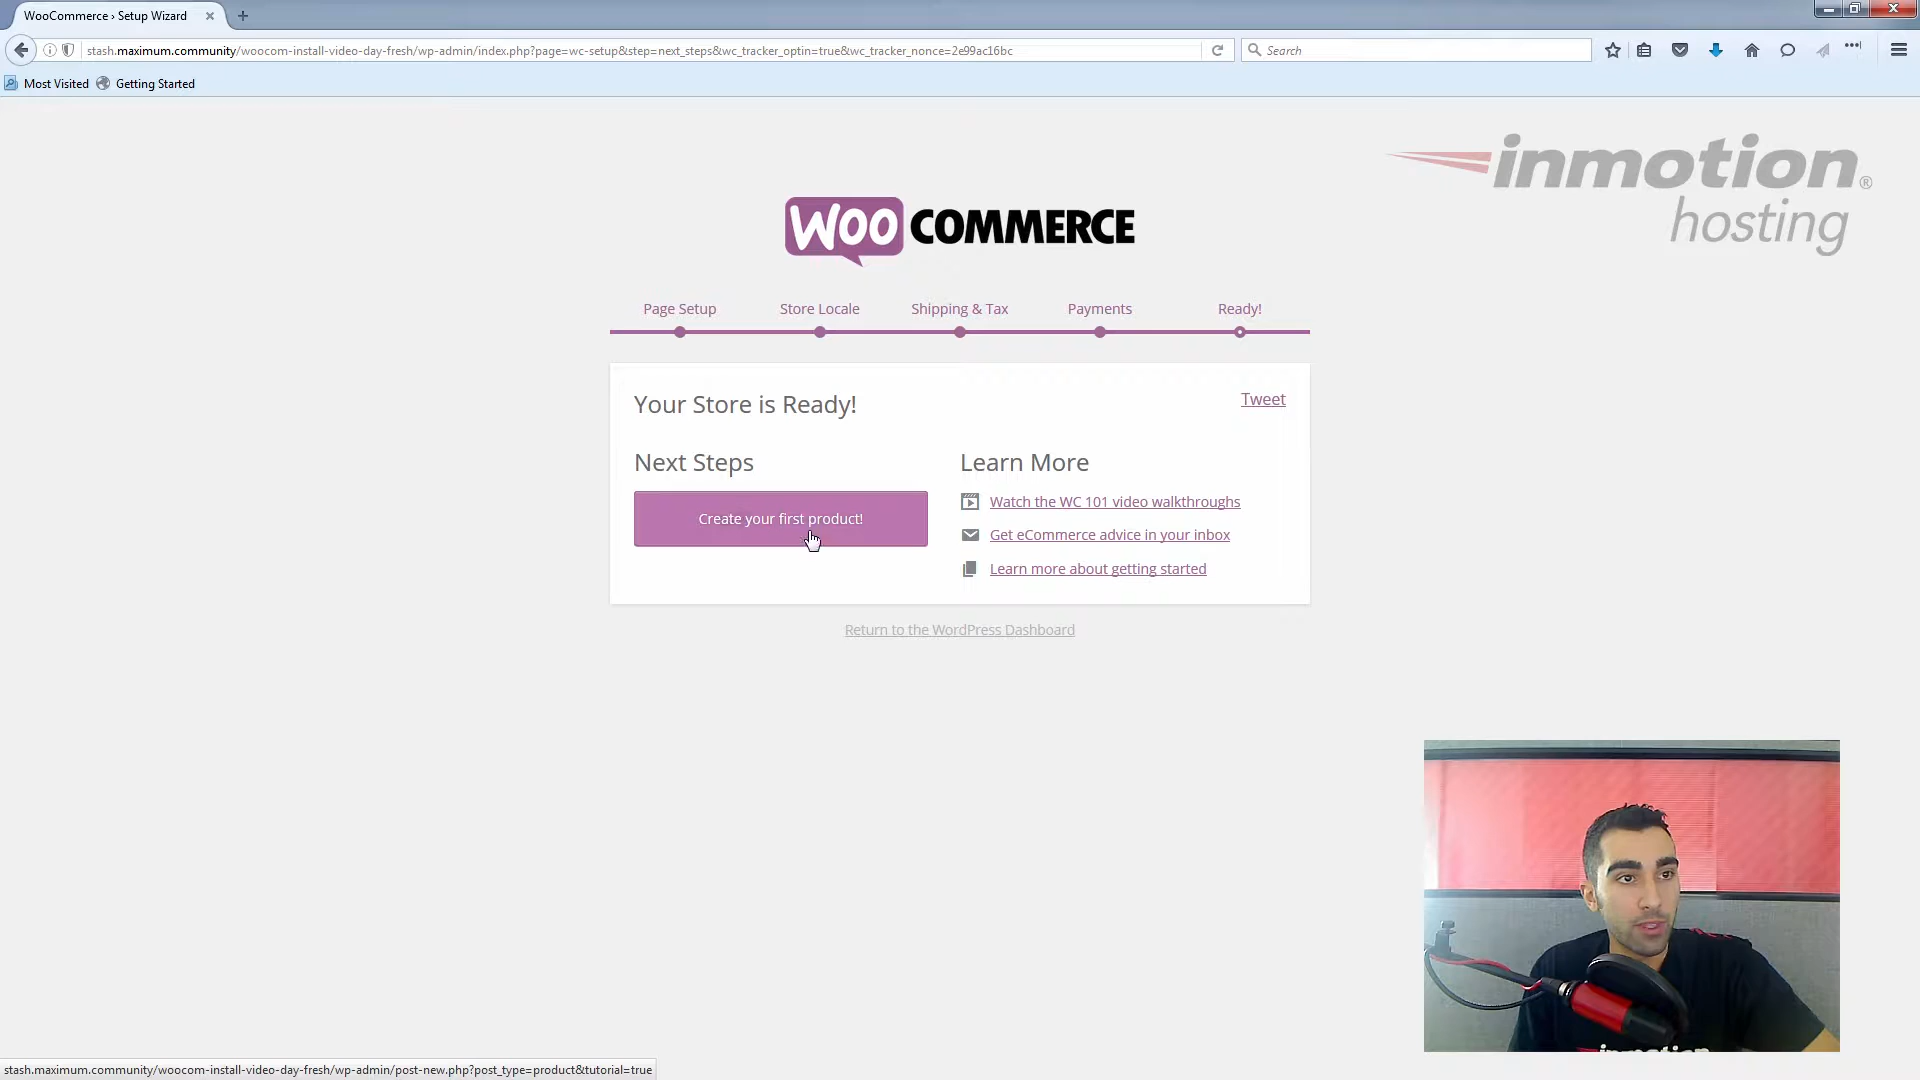 WooCommerce › Setup Wizard
stash.maximum.community/woocom-install-video-day-fresh/wp-admin/index.php?page=wc-setup&step=next_steps&wc_tracker_optin=true&wc_tracker_nonce=2e99ac16bc
Search
Most Visited
Getting Started
inmotion®
hosting
WOO COMMERCE
Page Setup
Store Locale
Shipping & Tax
Payments
Ready!
Your Store is Ready!
Tweet
Next Steps
Learn More
Create your first product!
Watch the WC 101 video walkthroughs
Get eCommerce advice in your inbox
Learn more about getting started
Return to the WordPress Dashboard
inmotion
stash.maximum.community/woocom-install-video-day-fresh/wp-admin/post-new.php?post_type=product&tutorial=true